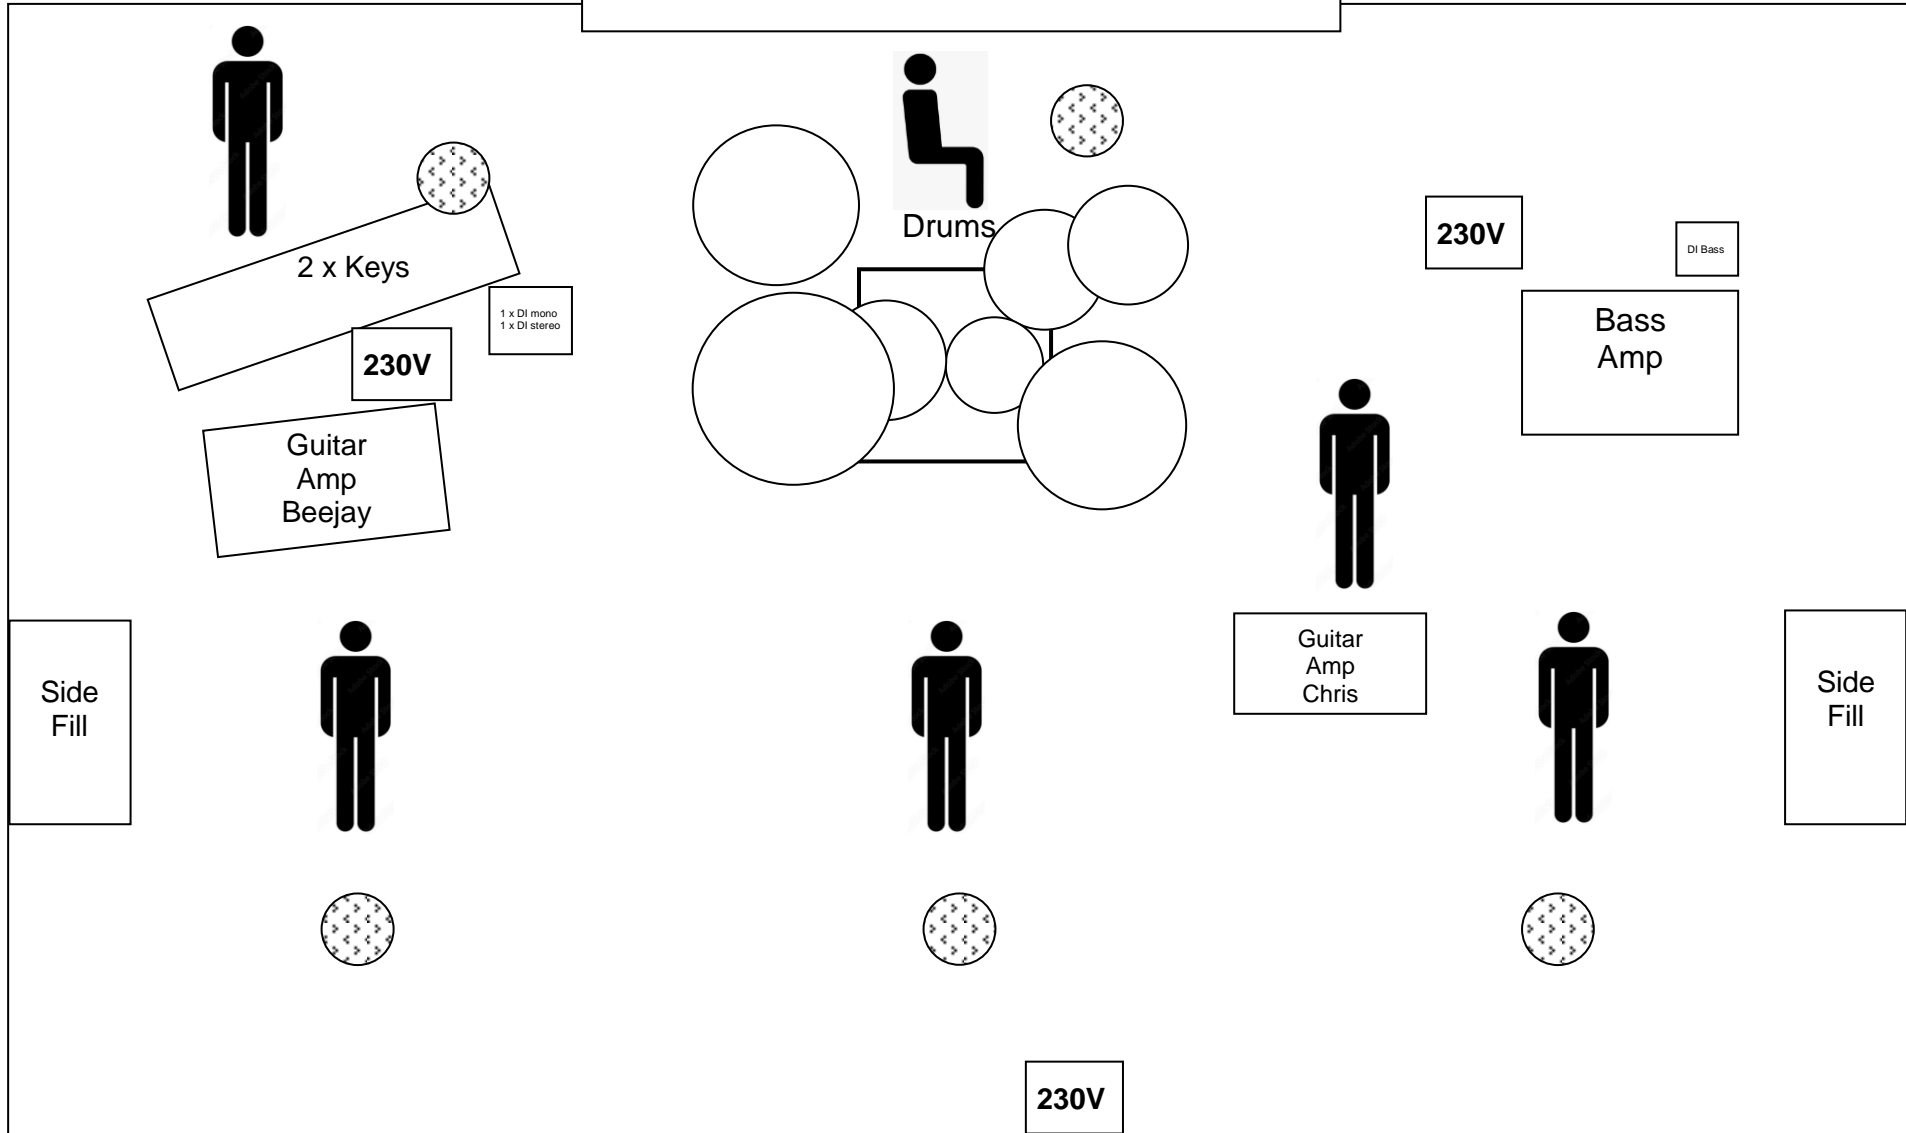 Drums
230V
DI Bass
2 x Keys
1 x DI mono
1 x DI stereo
230V
Bass
Amp
Guitar
Amp
Beejay
Guitar
Amp
Chris
Side
Fill
Side
Fill
230V